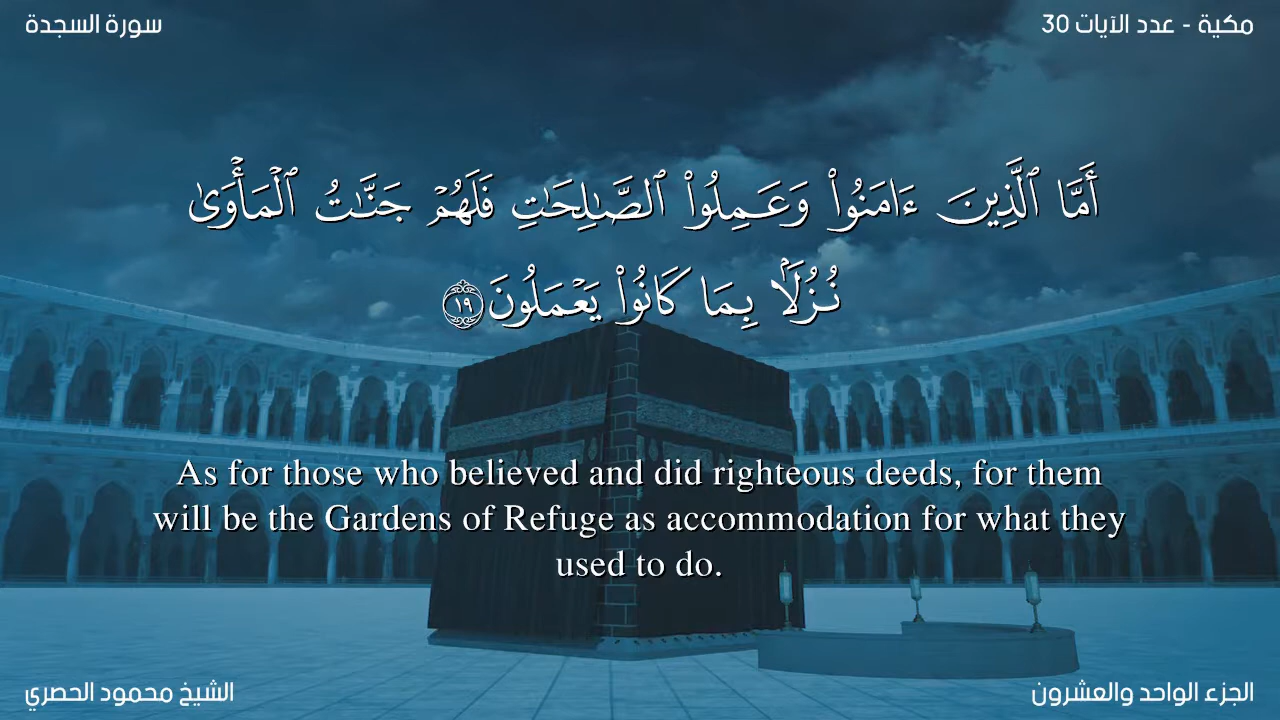 سورة السجدة
مكية - عدد الآيات 30
أَمَّا ٱلَّذِينَ ءَامَنُوا۟ وَعَمِلُوا۟ ٱلصَّـٰلِحَـٰتِ فَلَهُمْ جَنَّـٰتُ ٱلْمَأْوَىٰ
نُزُلًۢا بِمَا كَانُوا۟ يَعْمَلُونَ ١٩
As for those who believed and did righteous deeds, for them
will be the Gardens of Refuge as accommodation for what they
used to do.
الشيخ محمود الحصري
الجزء الواحد والعشرون